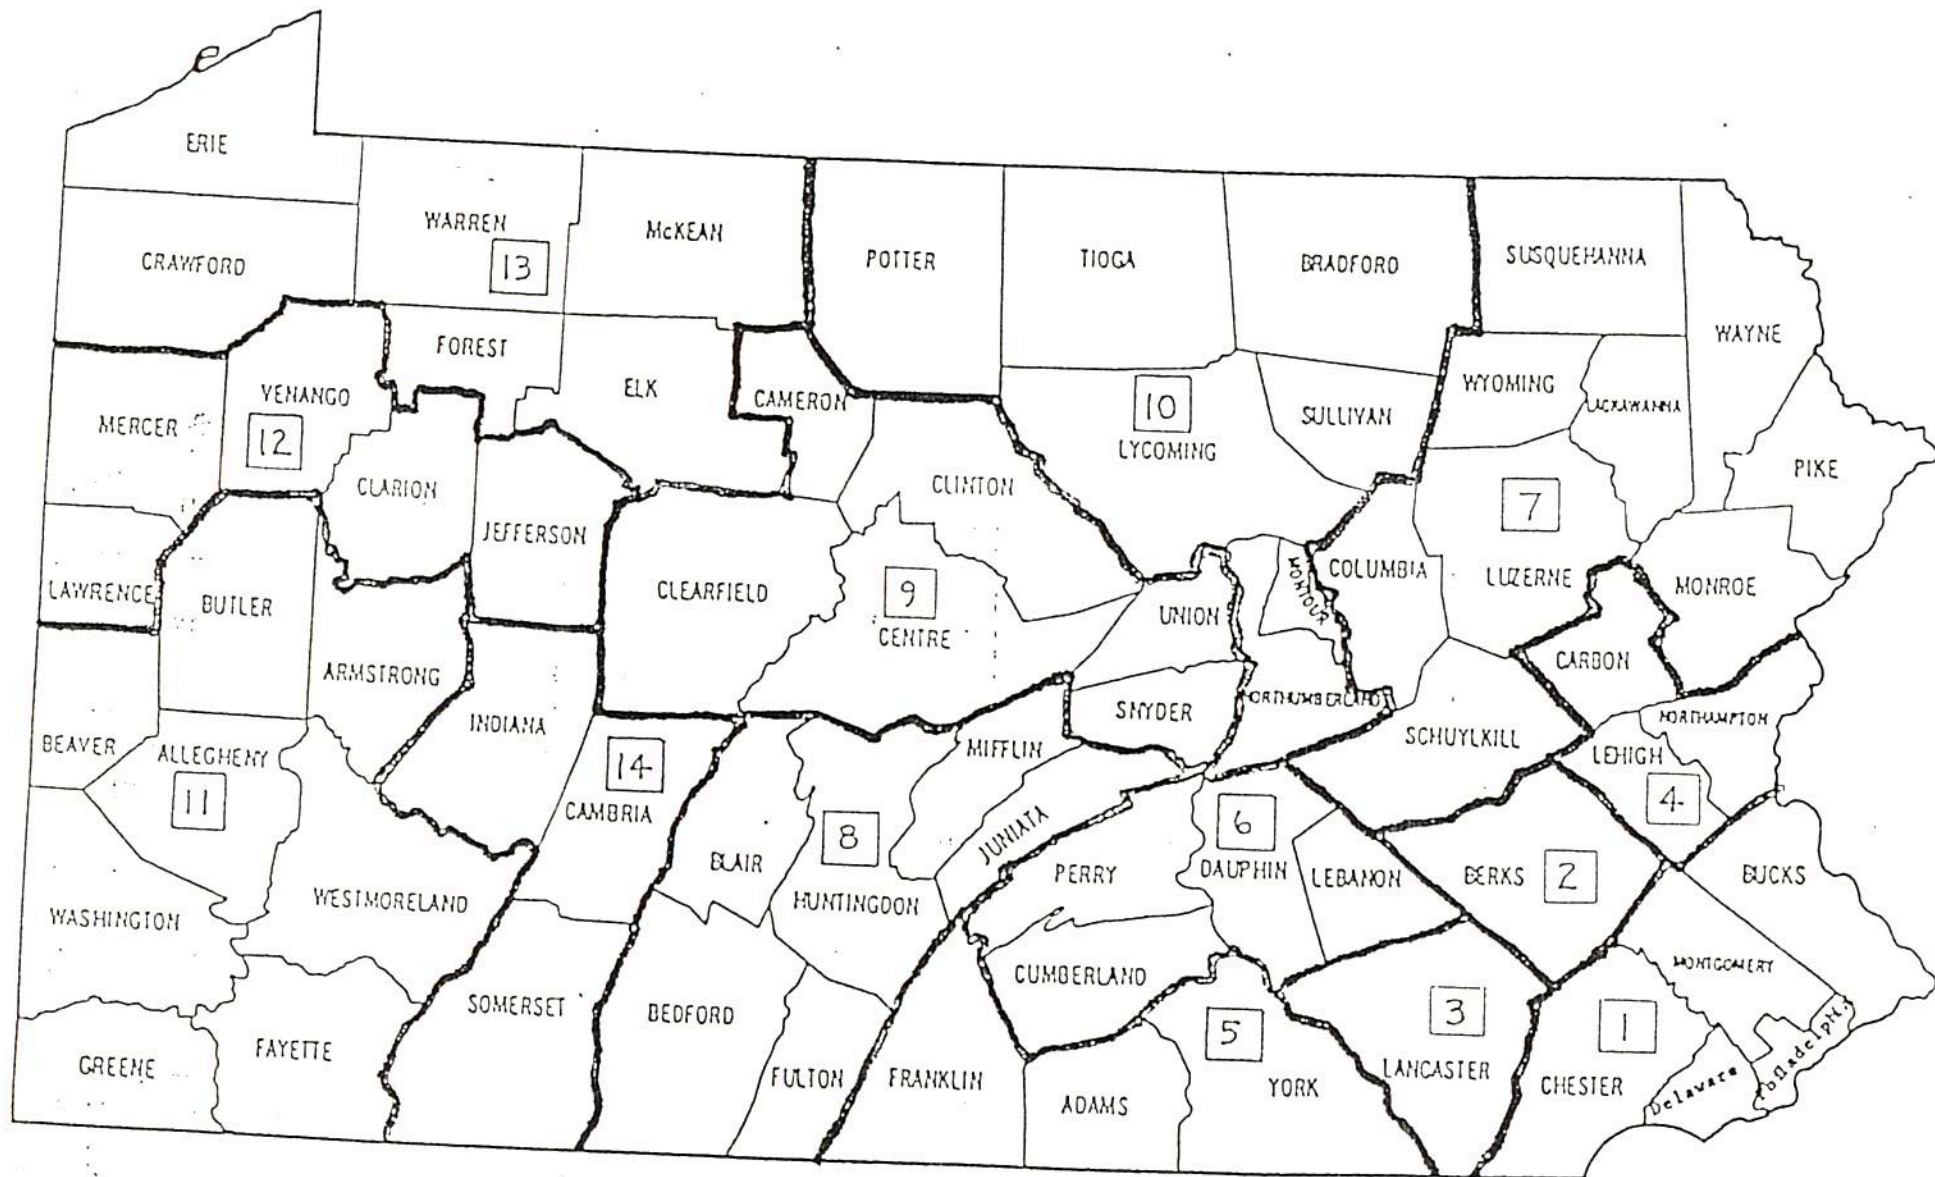 ERIE
CRAWFORD
WARREN
13
McKEAN
POTTER
TIOGA
BRADFORD
SUSQUEHANNA
WAYNE
FOREST
VENANGO
12
MERCER
ELK
CAMERON
10
LYCOMING
SULLIVAN
WYOMING
LACKAWANNA
PIKE
CLARION
JEFFERSON
CLINTON
7
LUZERNE
MONROE
LAWRENCE
BUTLER
CLEARFIELD
9
CENTRE
UNION
MONTOUR
COLUMBIA
CARBON
ARMSTRONG
INDIANA
SNYDER
NORTHUMBERLAND
SCHUYLKILL
NORTHAMPTON
LEHIGH
4
BEAVER
ALLEGHENY
11
14
CAMBRIA
MIFFLIN
JUNIATA
8
HUNTINGDON
BLAIR
PERRY
6
DAUPHIN
LEBANON
BERKS
2
BUCKS
WASHINGTON
WESTMORELAND
CUMBERLAND
MONTGOMERY
SOMERSET
BEDFORD
5
YORK
3
LANCASTER
1
CHESTER
Philadelph.
Delaware
GREENE
FAYETTE
FULTON
FRANKLIN
ADAMS